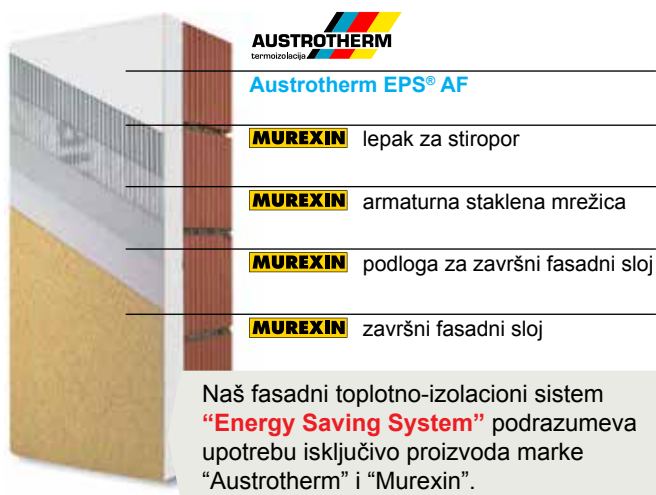 AUSTROTHERM
termoizolacija
Austrotherm EPS® AF
MUREXIN lepak za stiropor
MUREXIN armaturna staklena mrežica
MUREXIN podloga za završni fasadni sloj
MUREXIN završni fasadni sloj
Naš fasadni toplotno-izolacioni sistem
“Energy Saving System” podrazumeva
upotrebu isključivo proizvoda marke
“Austrotherm” i “Murexin”.